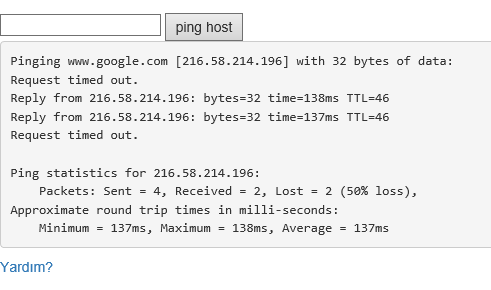 ping host
Pinging www.google.com [216.58.214.196] with 32 bytes of data:
Request timed out.
Reply from 216.58.214.196: bytes=32 time=138ms TTL=46
Reply from 216.58.214.196: bytes=32 time=137ms TTL=46
Request timed out.
Ping statistics for 216.58.214.196:
Packets: Sent = 4, Received = 2, Lost = 2 (50% loss),
Approximate round trip times in milli-seconds:
Minimum = 137ms, Maximum = 138ms, Average = 137ms
Yardım?